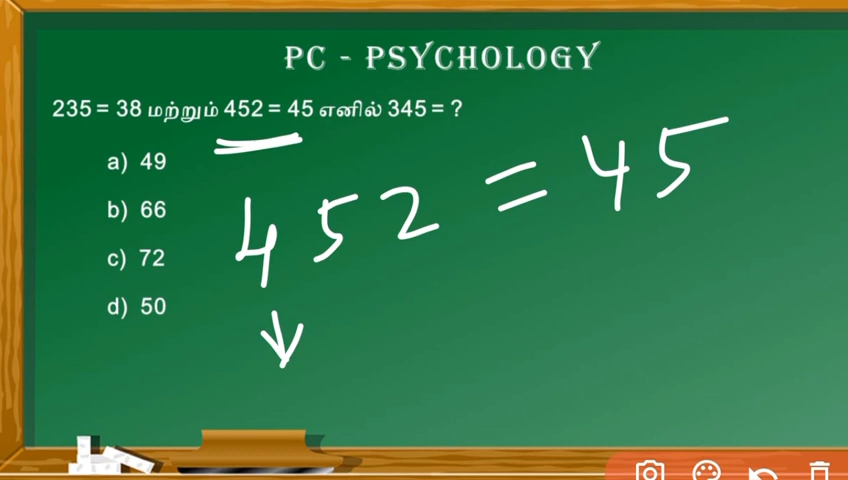 PC - PSYCHOLOGY
235 = 38 மற்றும் 452 = 45 எனில் 345 = ?
a) 49
b) 66
c) 72
d) 50
452 = 45